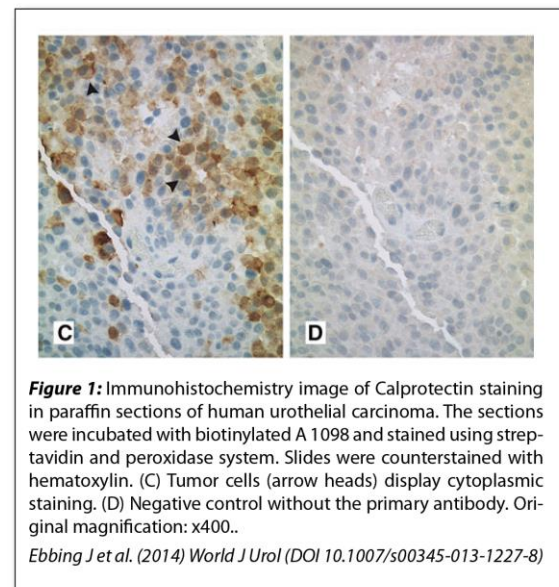 C
D
Figure 1: Immunohistochemistry image of Calprotectin staining
in paraffin sections of human urothelial carcinoma. The sections
were incubated with biotinylated A 1098 and stained using strep-
tavidin and peroxidase system. Slides were counterstained with
hematoxylin. (C) Tumor cells (arrow heads) display cytoplasmic
staining. (D) Negative control without the primary antibody. Ori-
ginal magnification: x400..
Ebbing J et al. (2014) World J Urol (DOI 10.1007/s00345-013-1227-8)